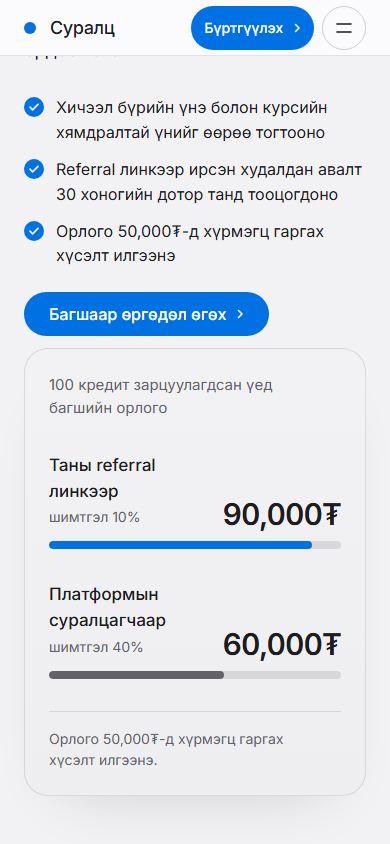 Суралц
Бүртгүүлэх
Хичээл бүрийн үнэ болон курсийн
хямдралтай үнийг өөрөө тогтооно
Referral линкээр ирсэн худалдан авалт
30 хоногийн дотор танд тооцогдоно
Орлого 50,000₮-д хүрмэгц гаргах
хүсэлт илгээнэ
Багшаар өргөдөл өгөх
100 кредит зарцуулагдсан үед
багшийн орлого
Таны referral
линкээр
шимтгэл 10%
90,000₮
Платформын
суралцагчаар
шимтгэл 40%
60,000₮
Орлого 50,000₮-д хүрмэгц гаргах
хүсэлт илгээнэ.